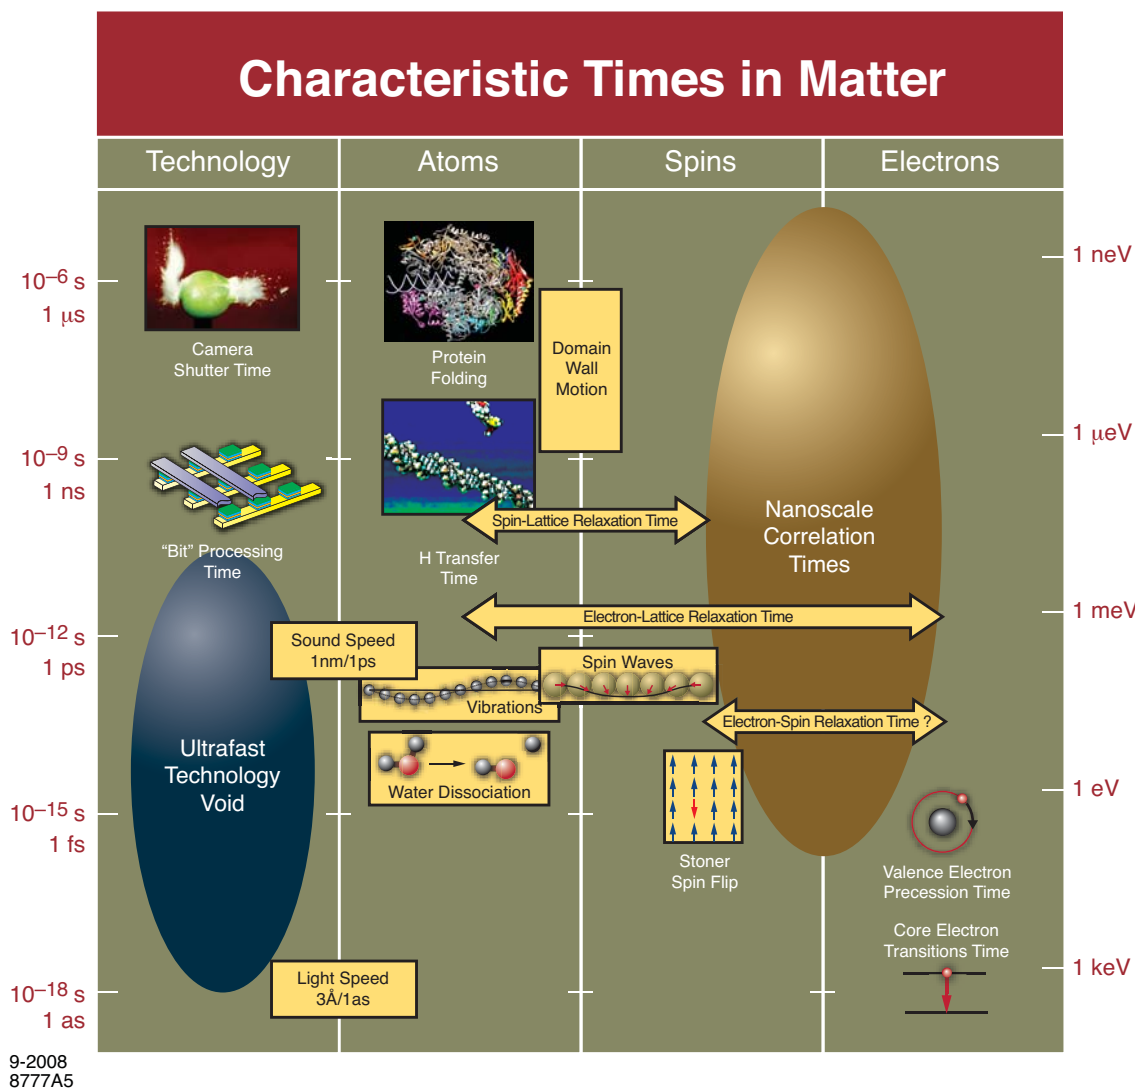 Characteristic Times in Matter
Technology
Atoms
Spins
Electrons
10⁻⁶ s
1 μs
10⁻⁹ s
1 ns
10⁻¹² s
1 ps
10⁻¹⁵ s
1 fs
10⁻¹⁸ s
1 as
Camera
Shutter Time
"Bit" Processing
Time
Ultrafast
Technology
Void
Sound Speed
1nm/1ps
Light Speed
3Å/1as
Protein
Folding
H Transfer
Time
Vibrations
Water Dissociation
Domain
Wall
Motion
Spin-Lattice Relaxation Time
Electron-Lattice Relaxation Time
Spin Waves
Electron-Spin Relaxation Time ?
Stoner
Spin Flip
Nanoscale
Correlation
Times
Valence Electron
Precession Time
Core Electron
Transitions Time
1 neV
1 μeV
1 meV
1 eV
1 keV
9-2008
8777A5